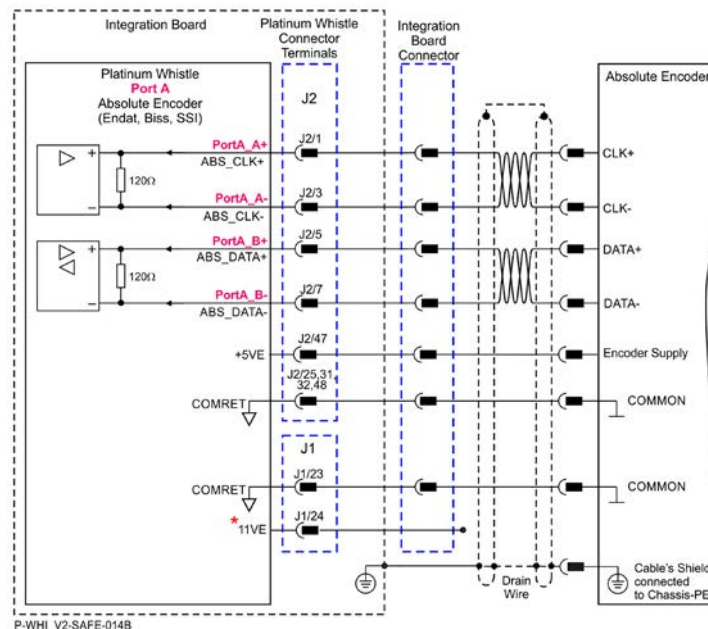 Integration Board
Platinum Whistle
Connector
Terminals
Integration
Board
Connector
Platinum Whistle
Port A
Absolute Encoder
(Endat, Biss, SSI)
J2
Absolute Encoder
PortA_A+
ABS_CLK+
J2/1
CLK+
120Ω
PortA_A-
ABS_CLK-
J2/3
CLK-
PortA_B+
ABS_DATA+
J2/5
DATA+
120Ω
PortA_B-
ABS_DATA-
J2/7
DATA-
+5VE
J2/47
Encoder Supply
J2/25,31,
32,48
COMRET
COMMON
J1
J1/23
COMRET
COMMON
J1/24
* 11VE
Drain
Wire
Cable's Shield
connected
to Chassis-PE
P-WHI_V2-SAFE-014B
+
−
+
−